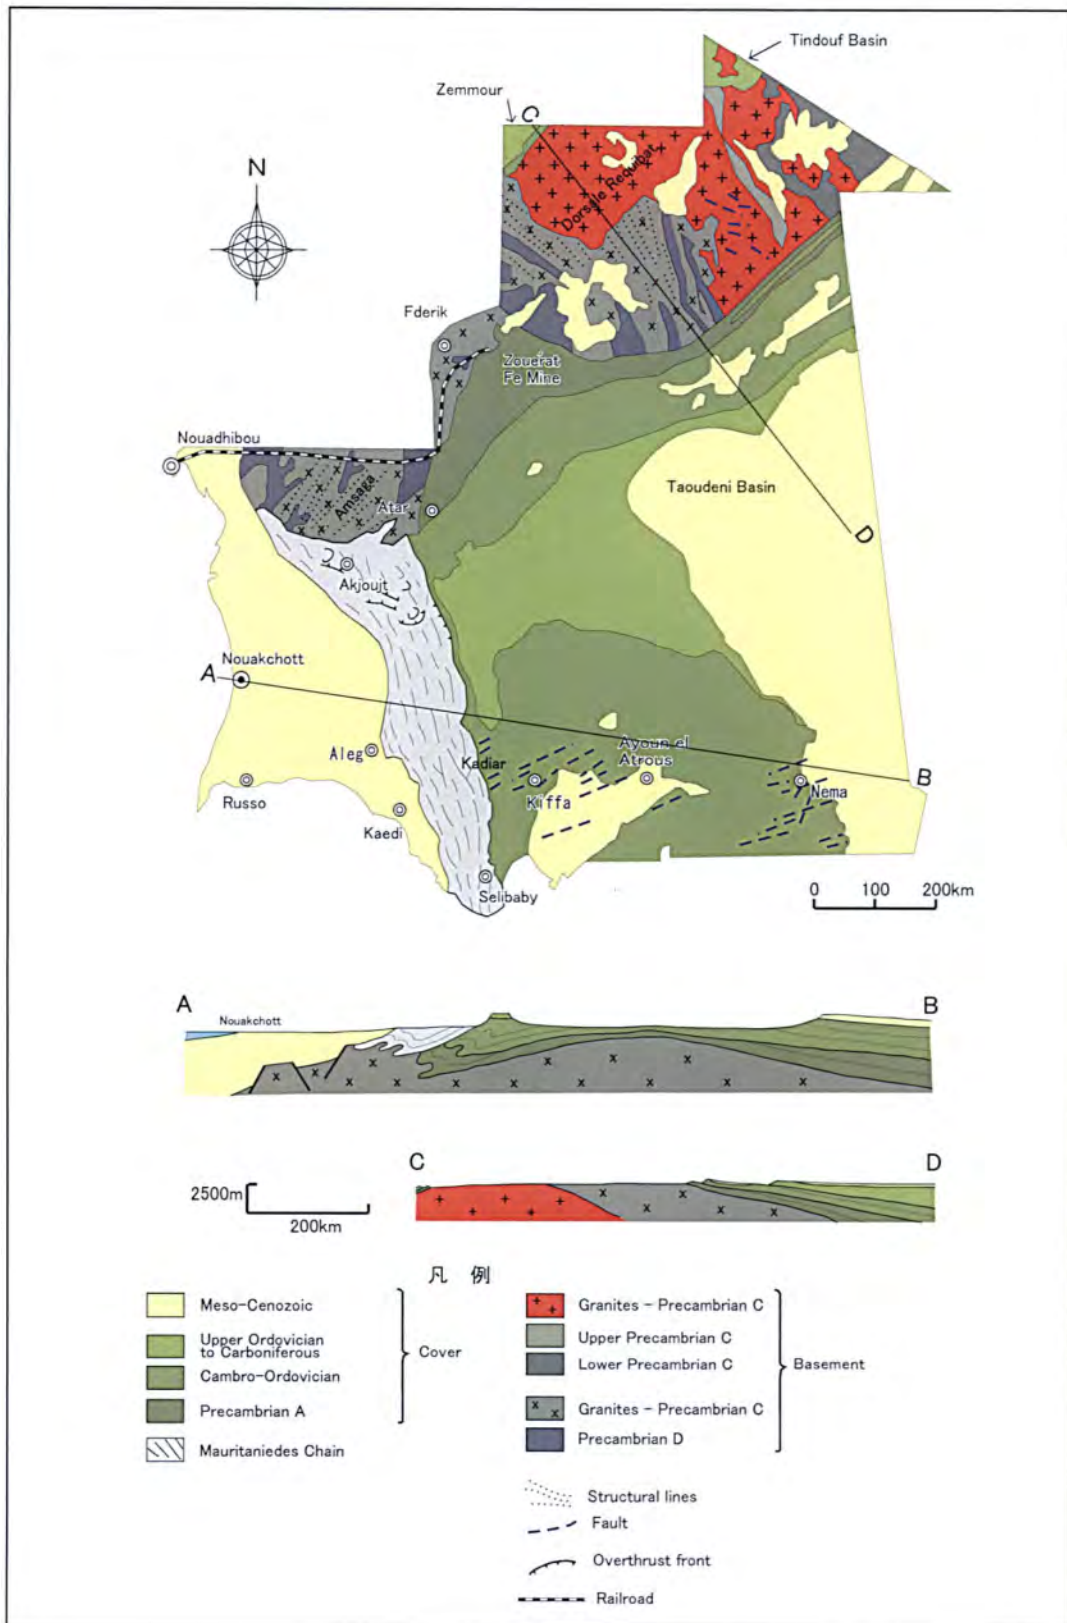 Tindouf Basin
Zemmour
C
N
Dorsale Requibat
Fderik
Zouerat
Fe Mine
Nouadhibou
Taoudeni Basin
Amsaga
Atar
D
Akjoujt
Nouakchott
A
Aleg
Kadiar
Ayoun el
Atrous
B
Russo
Kiffa
Nema
Kaedi
Selibaby
0 100 200km
A
B
Nouakchott
C
D
2500m
200km
凡 例
Meso-Cenozoic
Upper Ordovician
to Carboniferous
Cambro-Ordovician
Precambrian A
Cover
Mauritaniedes Chain
Granites - Precambrian C
Upper Precambrian C
Lower Precambrian C
Granites - Precambrian C
Precambrian D
Basement
Structural lines
Fault
Overthrust front
Railroad